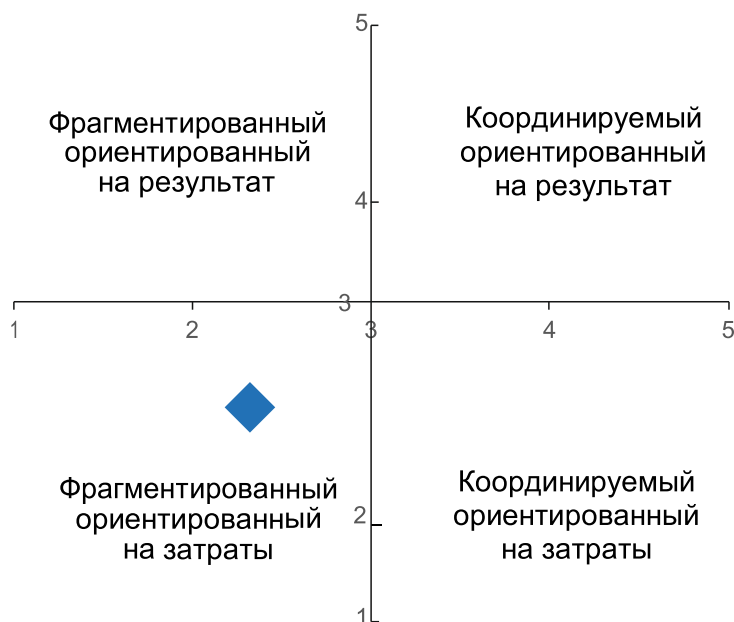 5
Фрагментированный
ориентированный
на результат
Координируемый
ориентированный
на результат
4
3
1
2
3
4
5
Фрагментированный
ориентированный
на затраты
Координируемый
ориентированный
на затраты
2
1